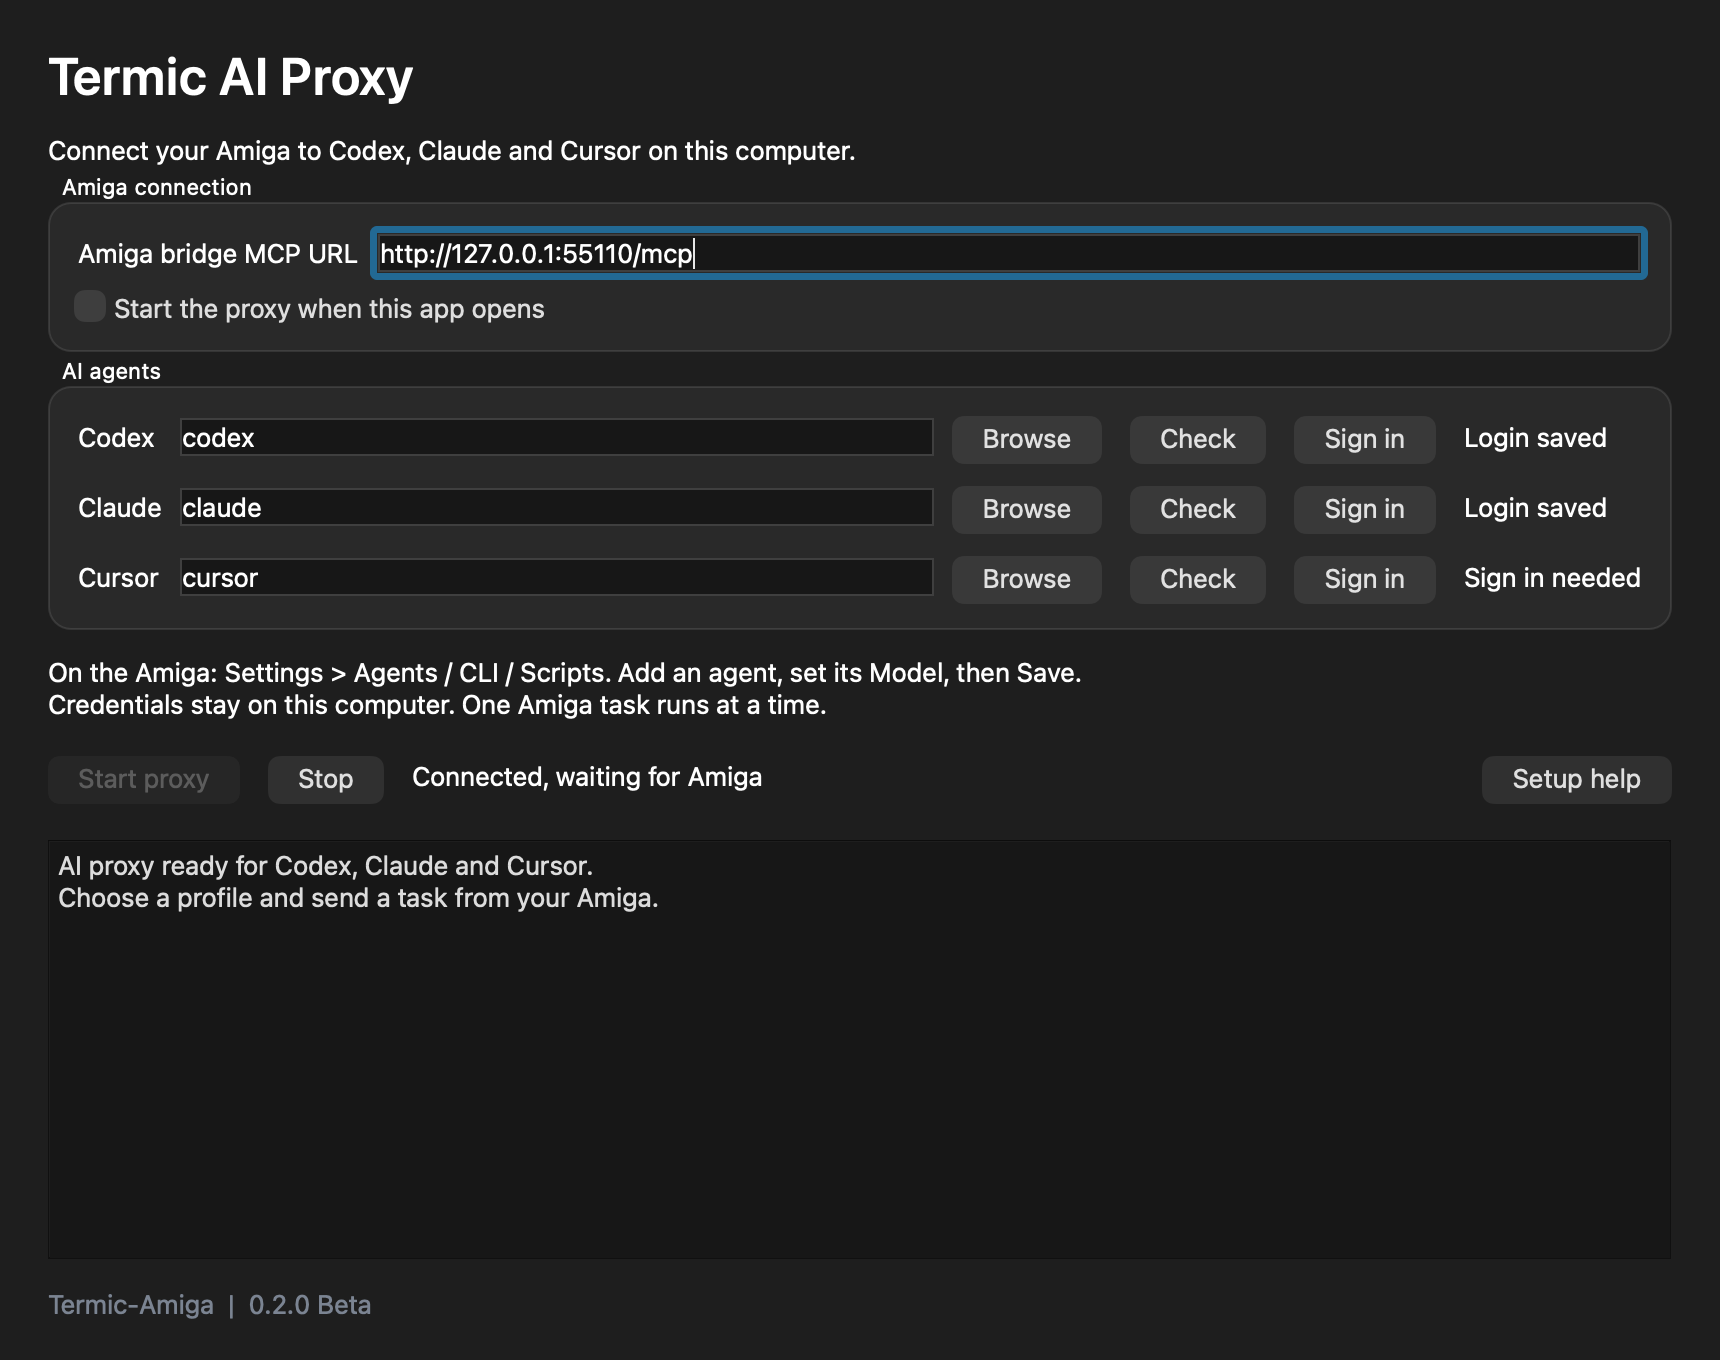 Termic AI Proxy
Connect your Amiga to Codex, Claude and Cursor on this computer.
Amiga connection
Amiga bridge MCP URL http://127.0.0.1:55110/mcp
Start the proxy when this app opens
AI agents
Codex codex Browse Check Sign in Login saved
Claude claude Browse Check Sign in Login saved
Cursor cursor Browse Check Sign in Sign in needed
On the Amiga: Settings > Agents / CLI / Scripts. Add an agent, set its Model, then Save.
Credentials stay on this computer. One Amiga task runs at a time.
Start proxy Stop Connected, waiting for Amiga Setup help
AI proxy ready for Codex, Claude and Cursor.
Choose a profile and send a task from your Amiga.
Termic-Amiga | 0.2.0 Beta